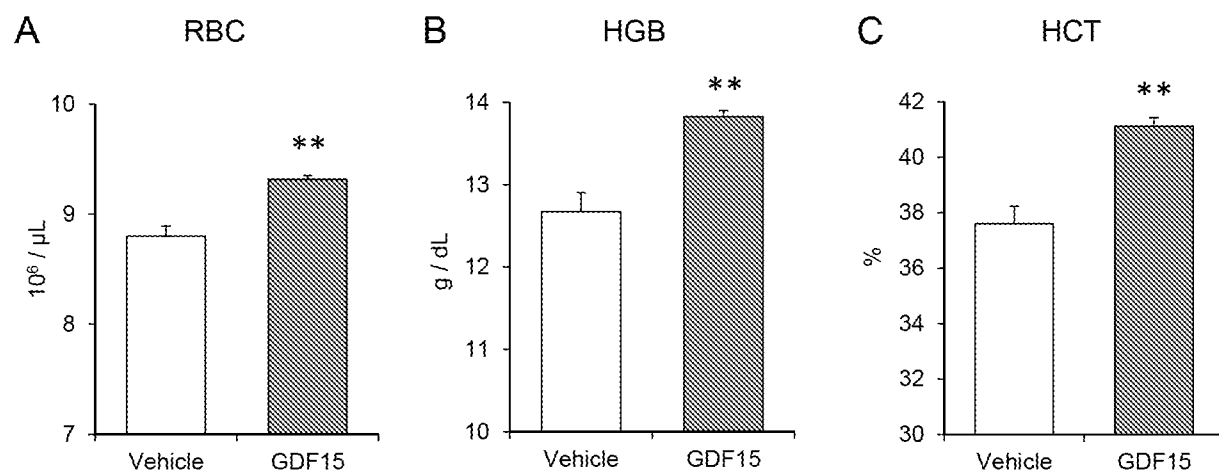 A RBC
10
9
8
7
10⁶ / µL
**
Vehicle GDF15
B HGB
14
13
12
11
10
g / dL
**
Vehicle GDF15
C HCT
42
40
38
36
34
32
30
%
**
Vehicle GDF15